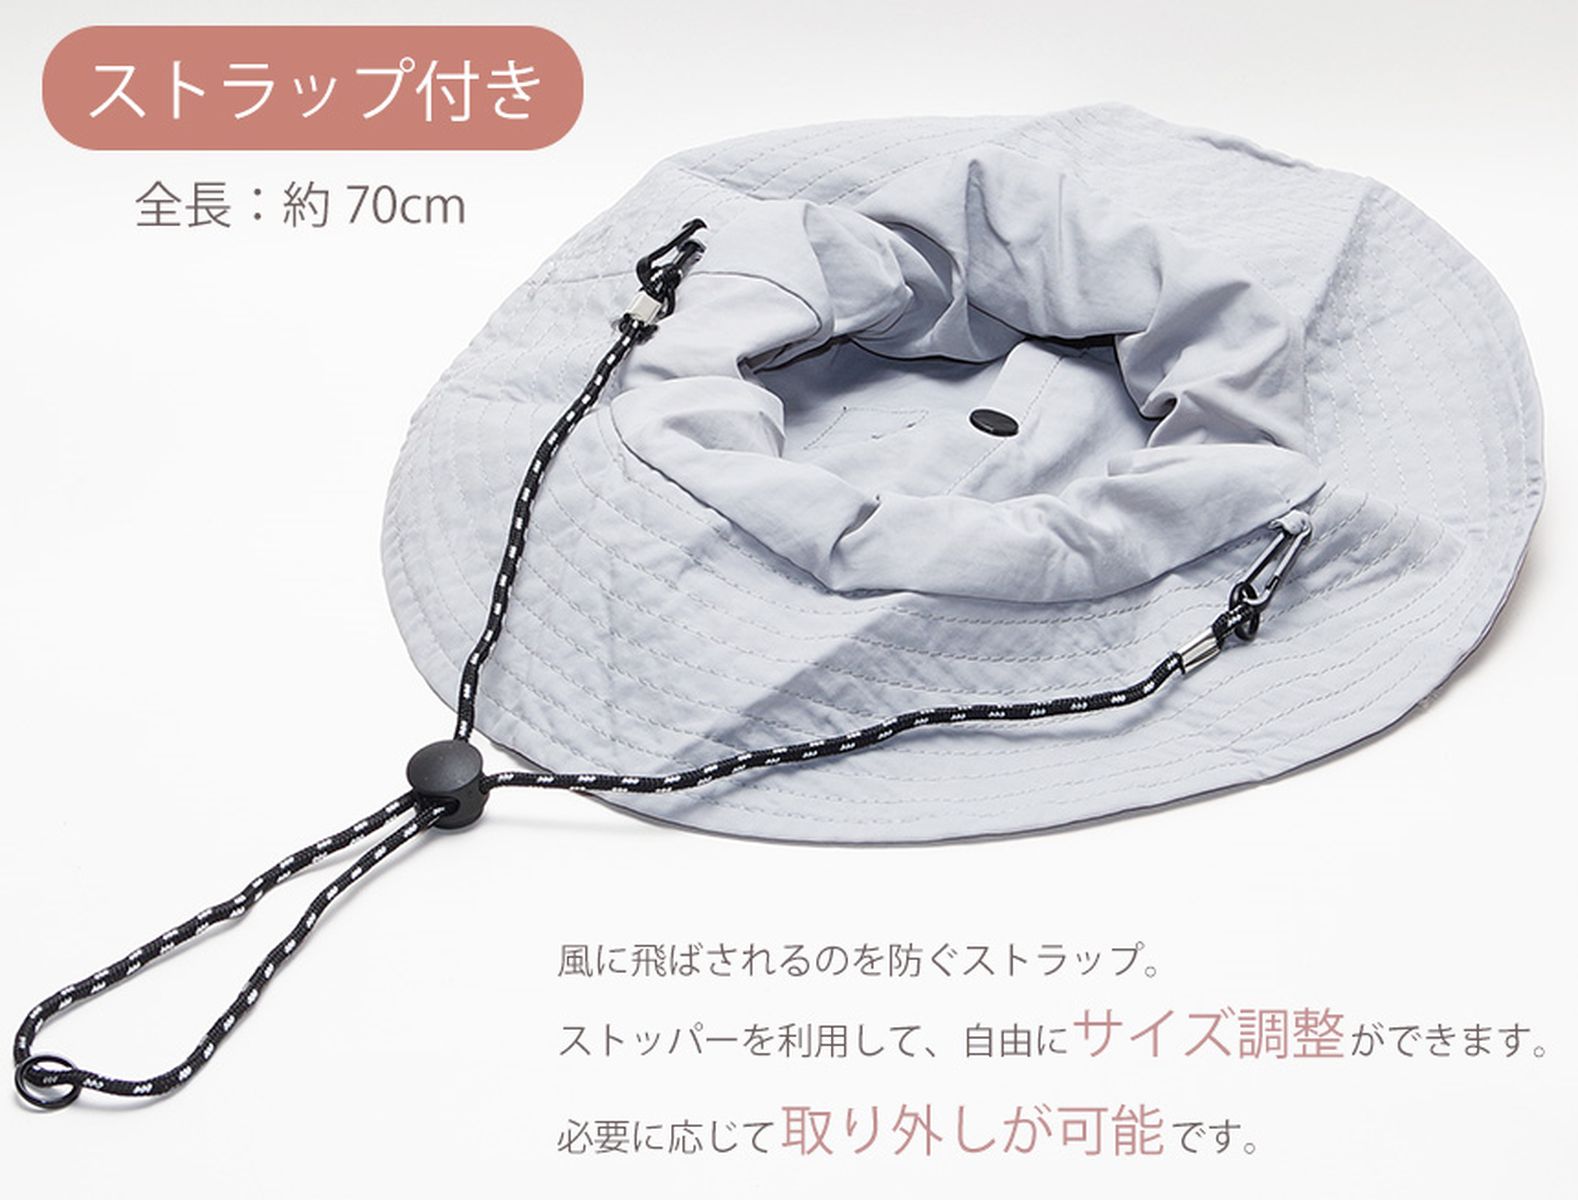 ストラップ付き
全長：約 70cm
風に飛ばされるのを防ぐストラップ。
ストッパーを利用して、自由にサイズ調整ができます。
必要に応じて取り外しが可能です。